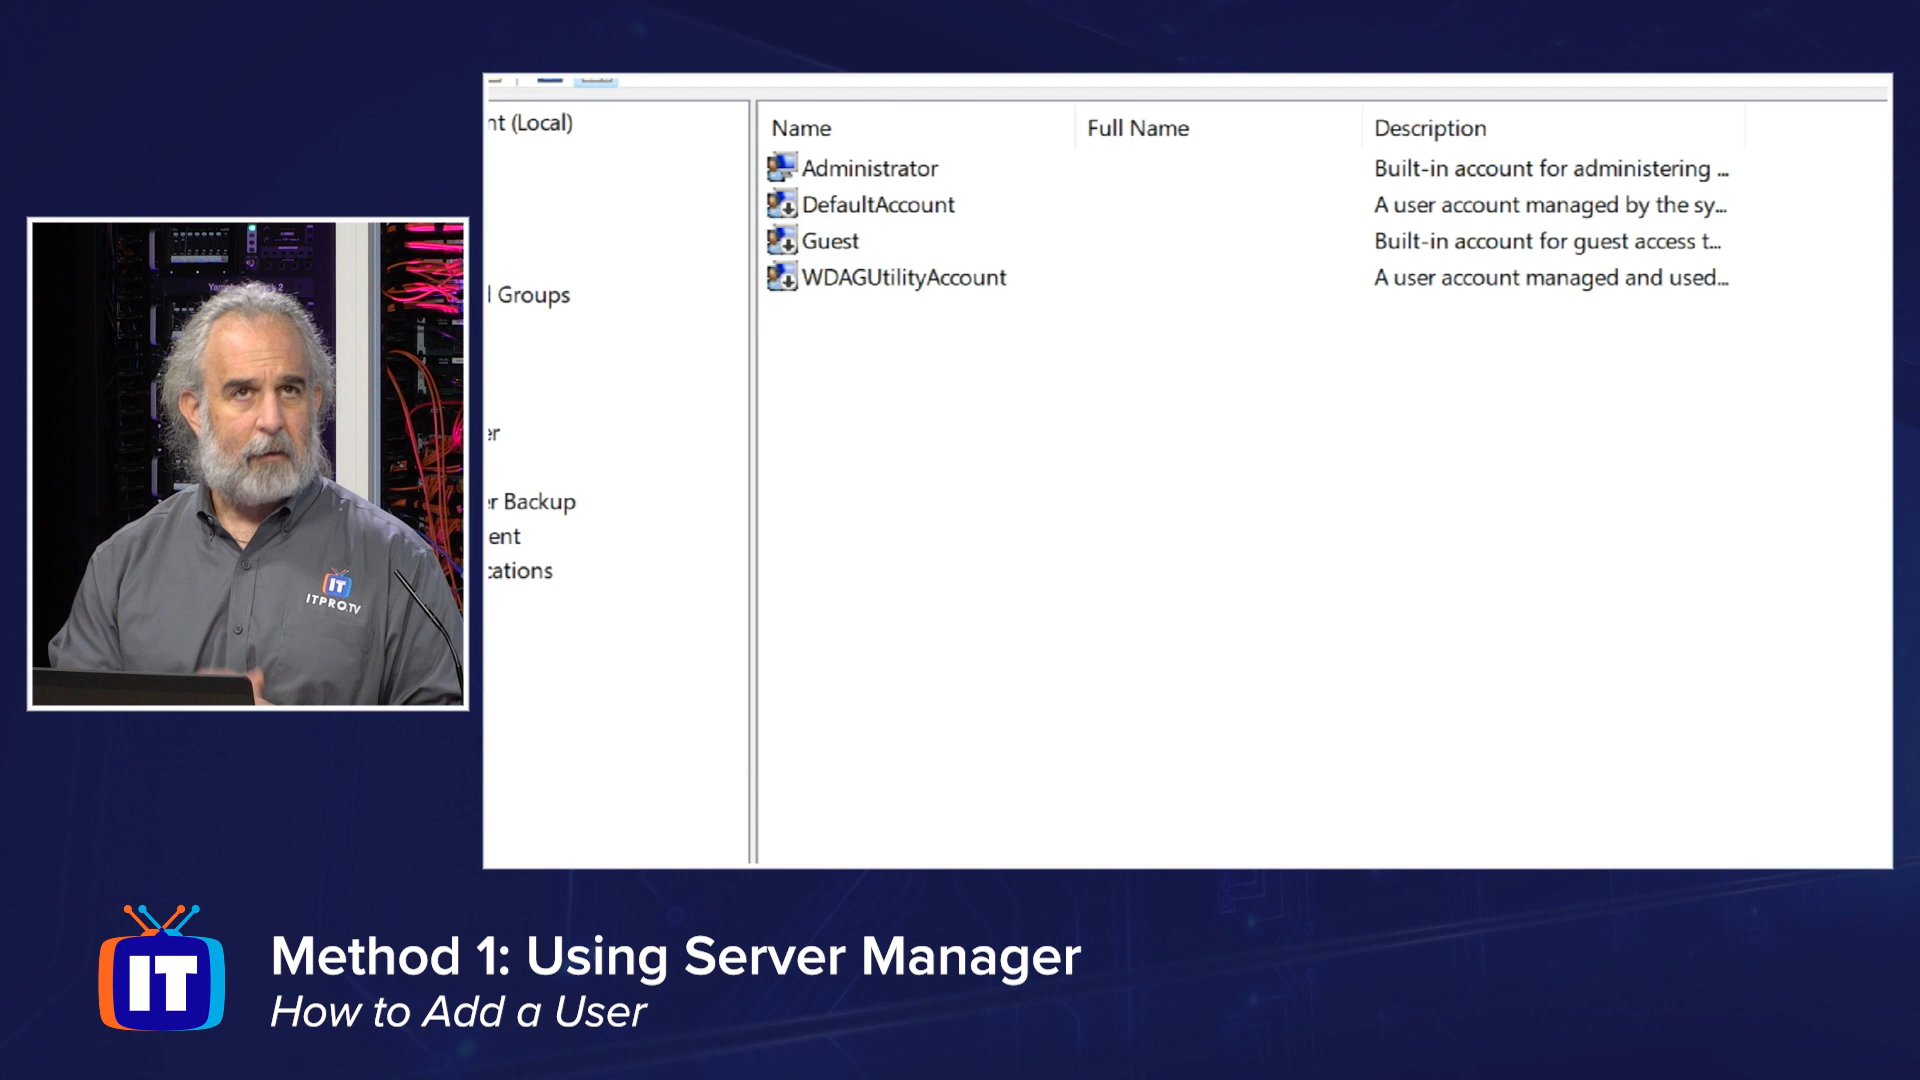 nt (Local)
l Groups
er
r Backup
ent
cations
Name Full Name Description
Administrator Built-in account for administering ...
DefaultAccount A user account managed by the sy...
Guest Built-in account for guest access t...
WDAGUtilityAccount A user account managed and used...
IT
ITPRO.TV
IT
Method 1: Using Server Manager
How to Add a User